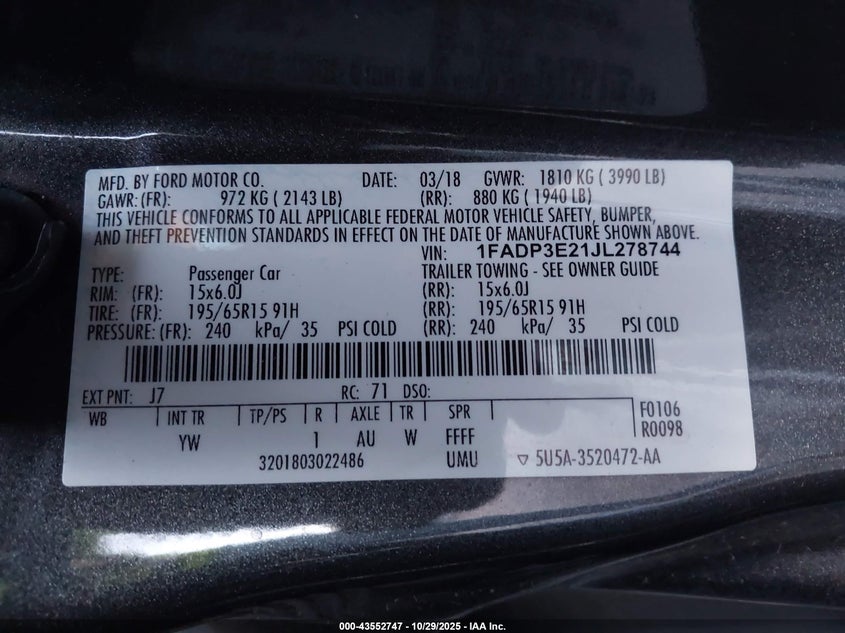 MFD. BY FORD MOTOR CO. DATE: 03/18 GVWR: 1810 KG ( 3990 LB)
GAWR: (FR): 972 KG ( 2143 LB) (RR): 880 KG ( 1940 LB)
THIS VEHICLE CONFORMS TO ALL APPLICABLE FEDERAL MOTOR VEHICLE SAFETY, BUMPER,
AND THEFT PREVENTION STANDARDS IN EFFECT ON THE DATE OF MANUFACTURE SHOWN ABOVE.
VIN: 1FADP3E21JL278744
TYPE: Passenger Car TRAILER TOWING - SEE OWNER GUIDE
RIM: (FR): 15x6.0J (RR): 15x6.0J
TIRE: (FR): 195/65R15 91H (RR): 195/65R15 91H
PRESSURE: (FR): 240 kPa/ 35 PSI COLD (RR): 240 kPa/ 35 PSI COLD
EXT PNT: J7 RC: 71 DSO:
WB INT TR TP/PS R AXLE TR SPR F0106
YW 1 AU W FFFF R0098
3201803022486 UMU ▽ 5U5A-3520472-AA
000-43552747 - 10/29/2025 - IAA Inc.